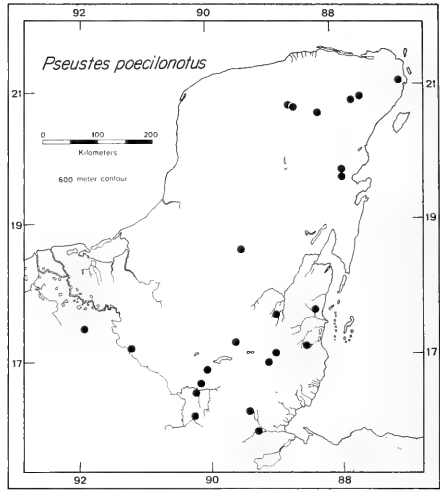 92 90 88
Pseustes poecilonotus
21 21
0 100 200
Kilometers
600 meter contour
19 19
17 17
92 90 88